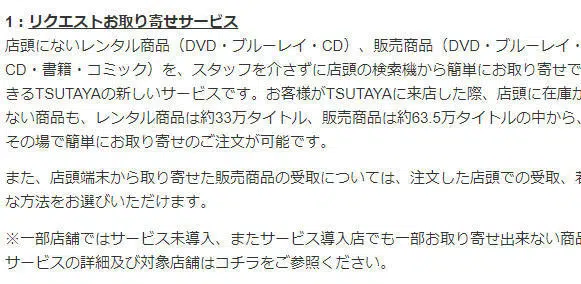 1：リクエストお取り寄せサービス
店頭にないレンタル商品（DVD・ブルーレイ・CD）、販売商品（DVD・ブルーレイ・
CD・書籍・コミック）を、スタッフを介さずに店頭の検索機から簡単にお取り寄せで
きるTSUTAYAの新しいサービスです。お客様がTSUTAYAに来店した際、店頭に在庫が
ない商品も、レンタル商品は約33万タイトル、販売商品は約63.5万タイトルの中から、
その場で簡単にお取り寄せのご注文が可能です。
また、店頭端末から取り寄せた販売商品の受取については、注文した店頭での受取、
な方法をお選びいただけます。
※一部店舗ではサービス未導入、またサービス導入店でも一部お取り寄せ出来ない商品
サービスの詳細及び対象店舗はコチラをご参照ください。